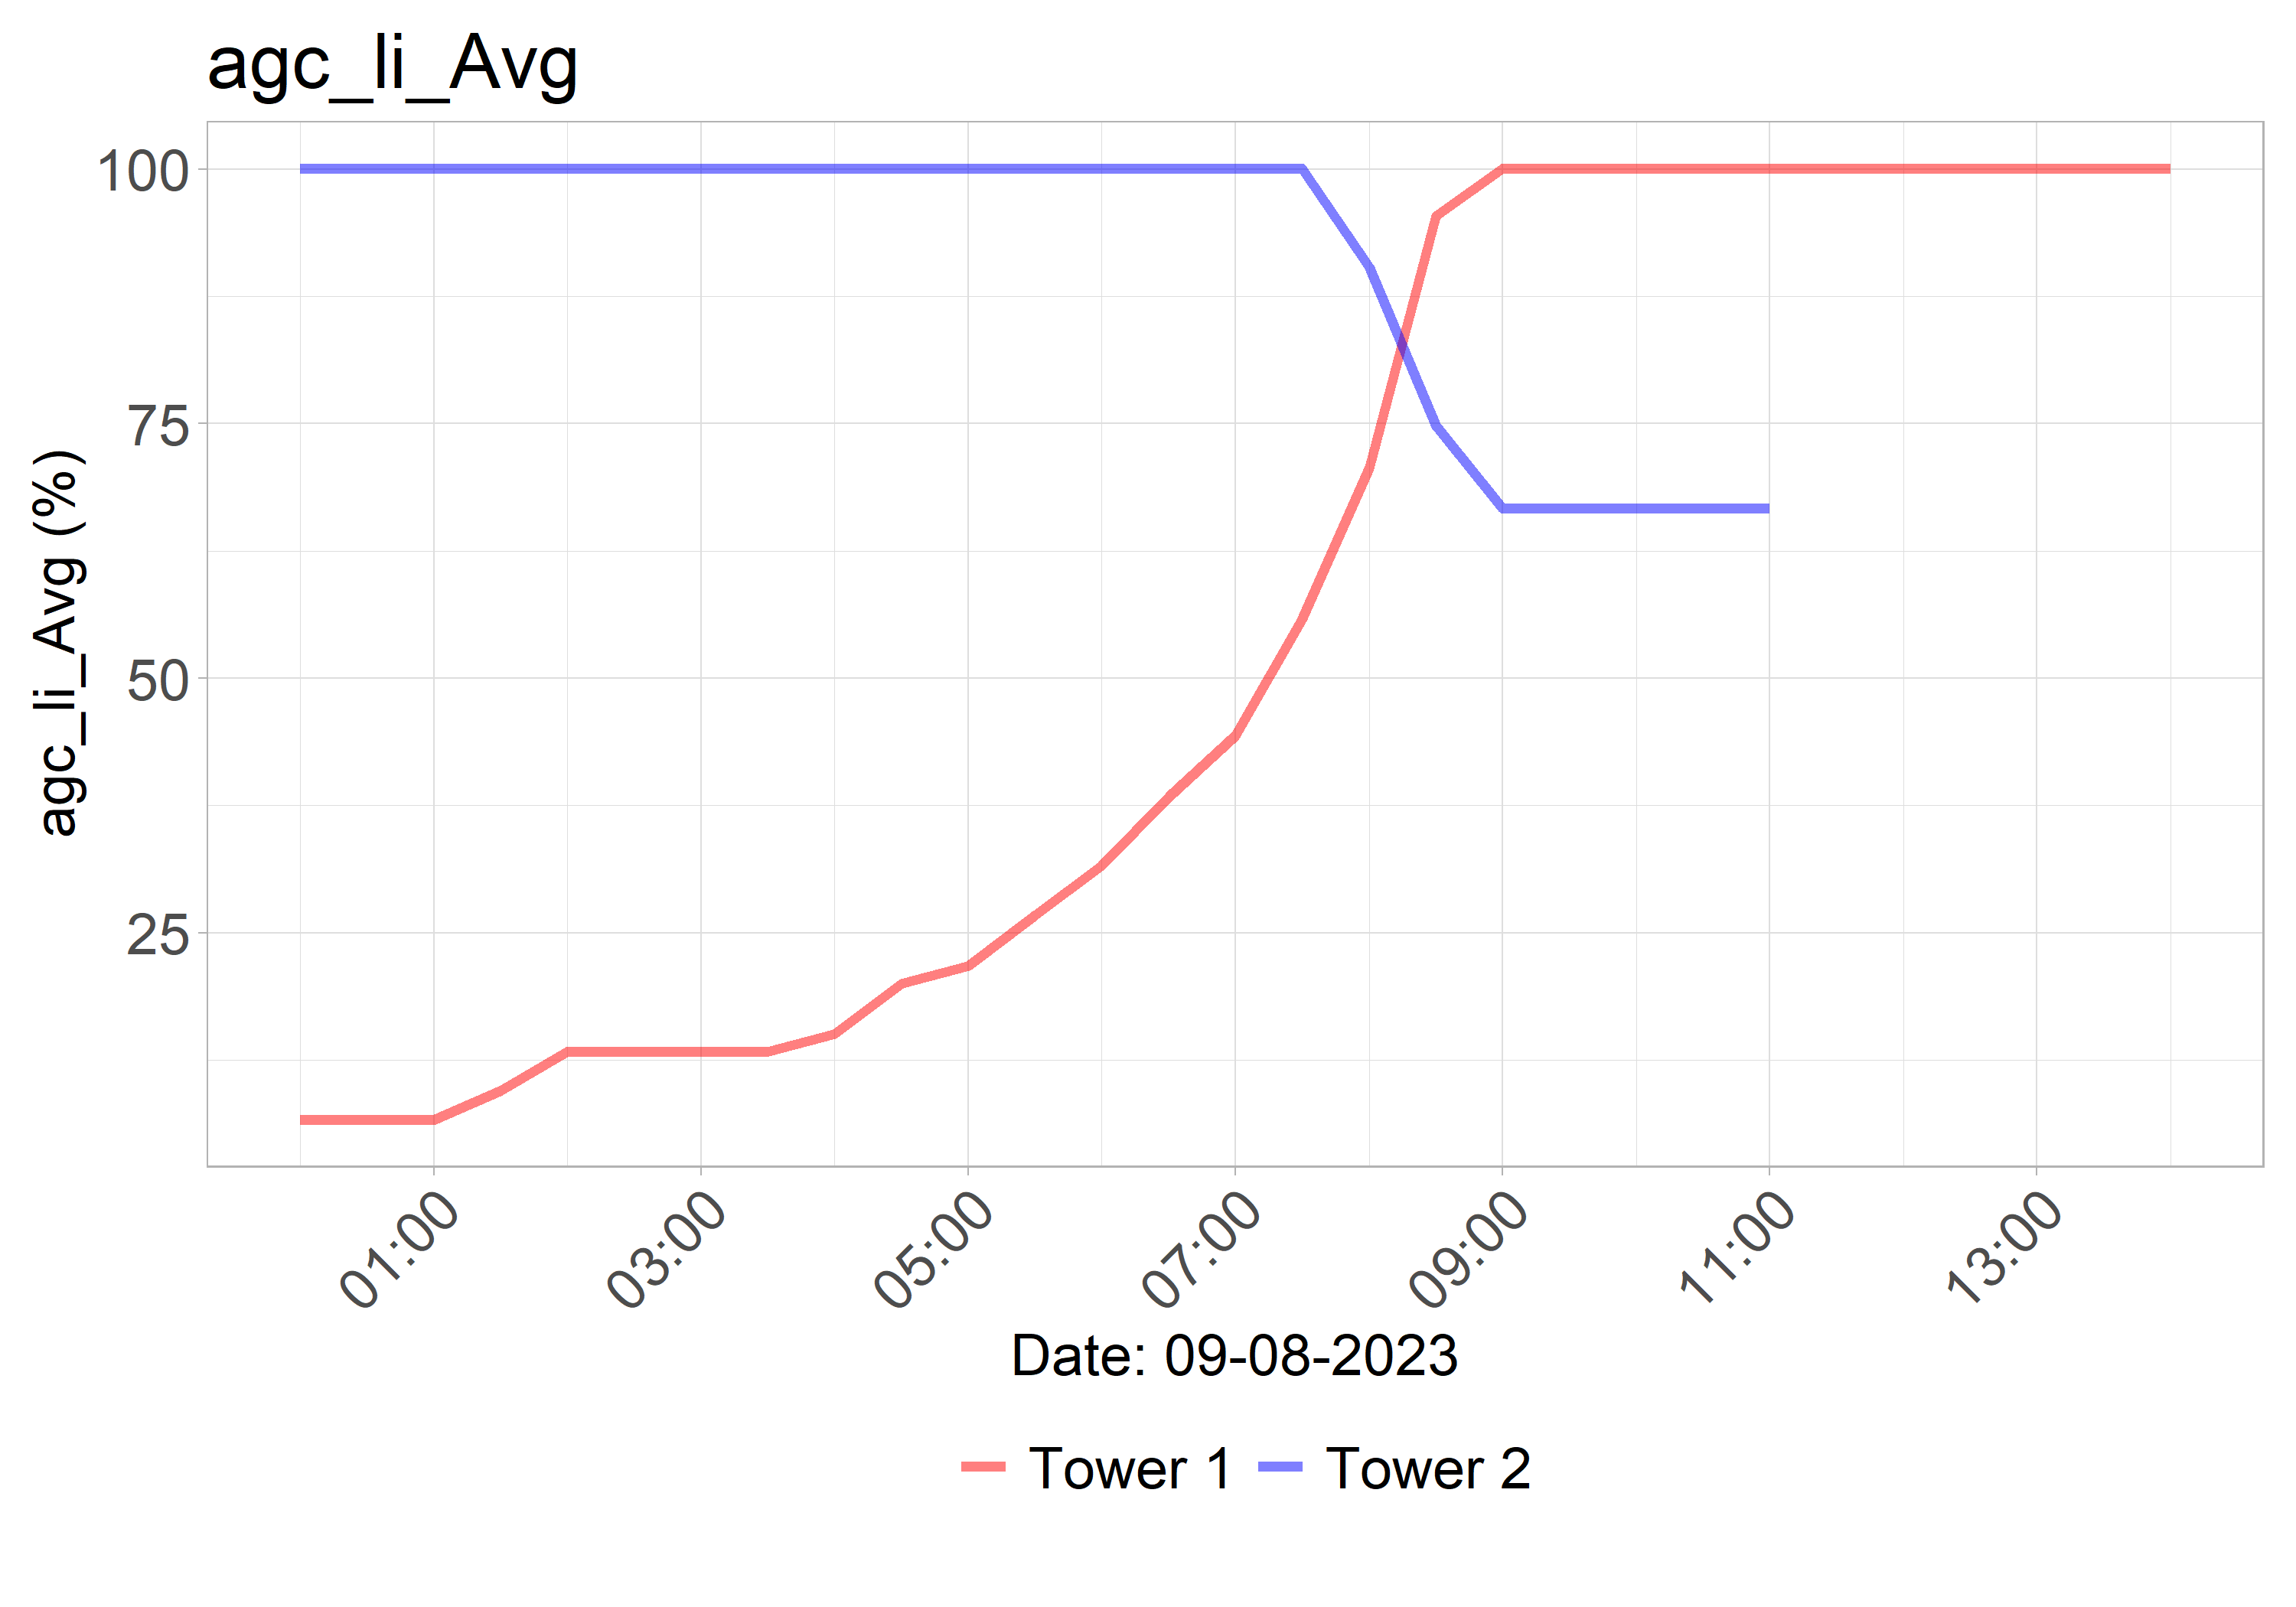 agc_li_Avg
agc_li_Avg (%)
100
75
50
25
01:00 03:00 05:00 07:00 09:00 11:00 13:00
Date: 09-08-2023
Tower 1 Tower 2